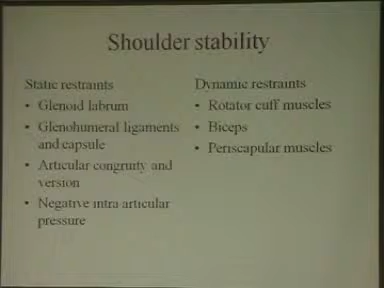 Shoulder stability
Static restraints
• Glenoid labrum
• Glenohumeral ligaments
and capsule
• Articular congruity and
version
• Negative intra articular
pressure
Dynamic restraints
• Rotator cuff muscles
• Biceps
• Periscapular muscles